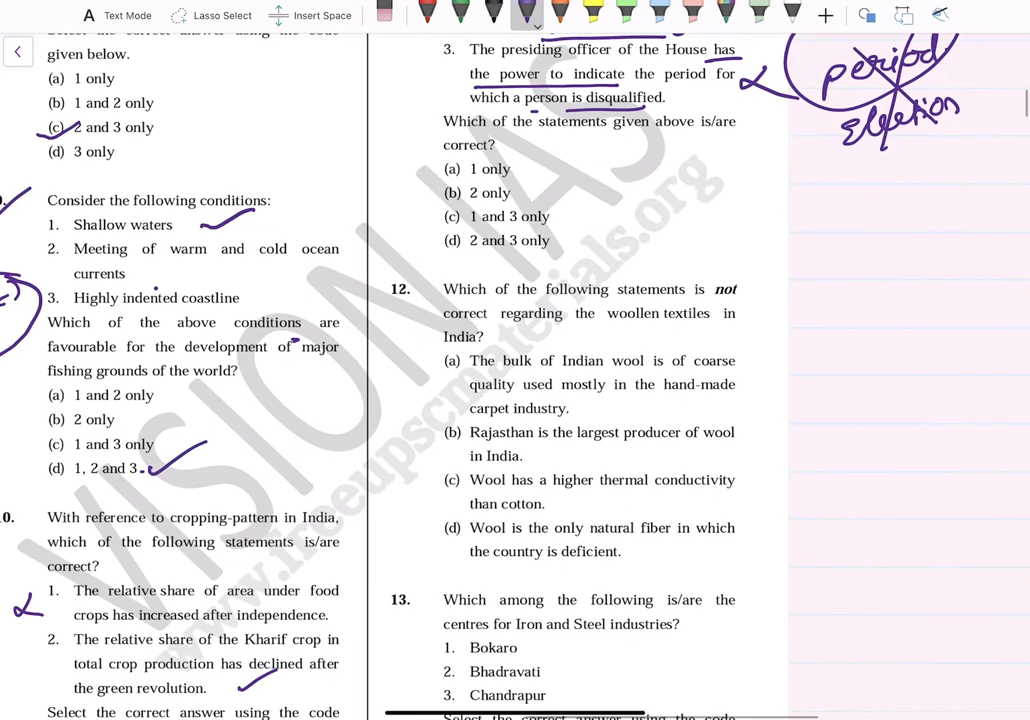 A Text Mode Lasso Select Insert Space
given below.
(a) 1 only
(b) 1 and 2 only
(c) 2 and 3 only
(d) 3 only
Consider the following conditions:
1. Shallow waters
2. Meeting of warm and cold ocean
currents
3. Highly indented coastline
Which of the above conditions are
favourable for the development of major
fishing grounds of the world?
(a) 1 and 2 only
(b) 2 only
(c) 1 and 3 only
(d) 1, 2 and 3
0. With reference to cropping-pattern in India,
which of the following statements is/are
correct?
1. The relative share of area under food
crops has increased after independence.
2. The relative share of the Kharif crop in
total crop production has declined after
the green revolution.
Select the correct answer using the code
3. The presiding officer of the House has
the power to indicate the period for
which a person is disqualified.
Which of the statements given above is/are
correct?
(a) 1 only
(b) 2 only
(c) 1 and 3 only
(d) 2 and 3 only
12. Which of the following statements is not
correct regarding the woollen textiles in
India?
(a) The bulk of Indian wool is of coarse
quality used mostly in the hand-made
carpet industry.
(b) Rajasthan is the largest producer of wool
in India.
(c) Wool has a higher thermal conductivity
than cotton.
(d) Wool is the only natural fiber in which
the country is deficient.
13. Which among the following is/are the
centres for Iron and Steel industries?
1. Bokaro
2. Bhadravati
3. Chandrapur
period
Election
VISION IAS
www.freeupscmaterials.org